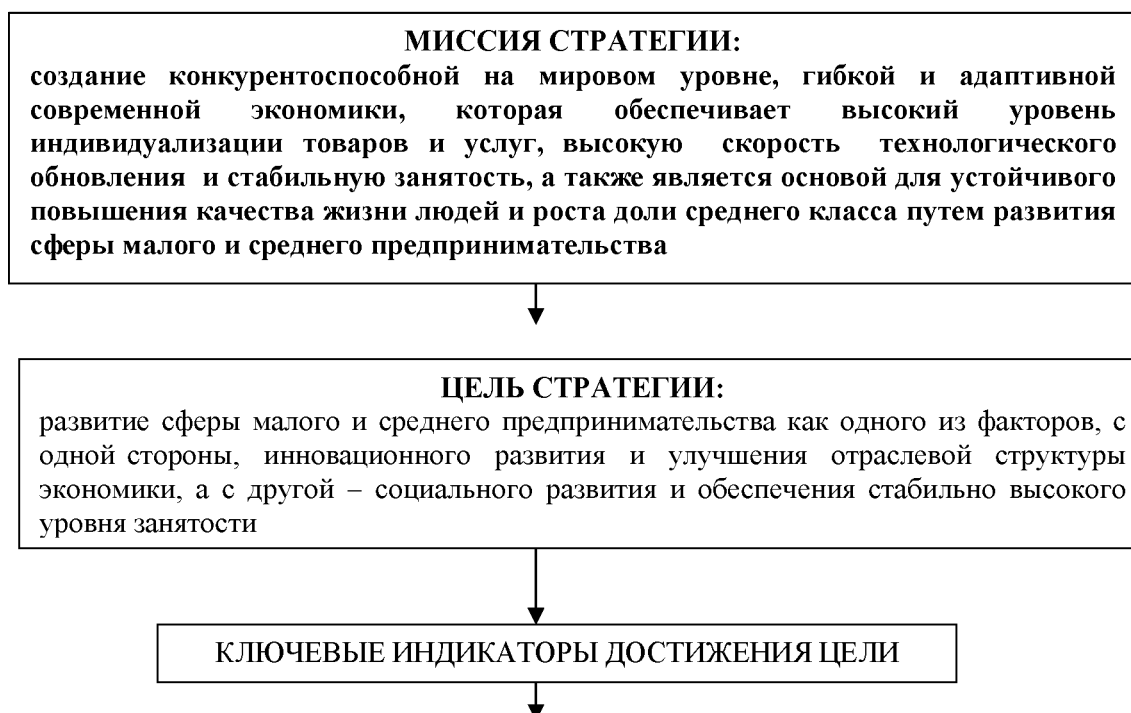 МИССИЯ СТРАТЕГИИ:
создание конкурентоспособной на мировом уровне, гибкой и адаптивной
современной экономики, которая обеспечивает высокий уровень
индивидуализации товаров и услуг, высокую скорость технологического
обновления и стабильную занятость, а также является основой для устойчивого
повышения качества жизни людей и роста доли среднего класса путем развития
сферы малого и среднего предпринимательства
ЦЕЛЬ СТРАТЕГИИ:
развитие сферы малого и среднего предпринимательства как одного из факторов, с
одной стороны, инновационного развития и улучшения отраслевой структуры
экономики, а с другой – социального развития и обеспечения стабильно высокого
уровня занятости
КЛЮЧЕВЫЕ ИНДИКАТОРЫ ДОСТИЖЕНИЯ ЦЕЛИ